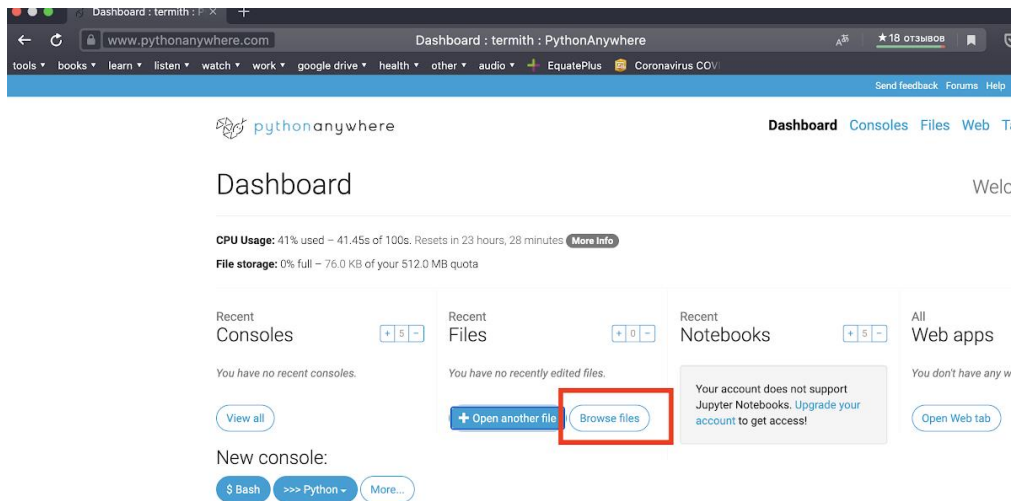 Dashboard : termith : P × +
www.pythonanywhere.com Dashboard : termith : PythonAnywhere ★18 отзывов
tools ▾ books ▾ learn ▾ listen ▾ watch ▾ work ▾ google drive ▾ health ▾ other ▾ audio ▾ EquatePlus Coronavirus COV
Send feedback Forums Help
pythonanywhere Dashboard Consoles Files Web Ta
Dashboard Welc
CPU Usage: 41% used – 41.45s of 100s. Resets in 23 hours, 28 minutes More Info
File storage: 0% full – 76.0 KB of your 512.0 MB quota
Recent
Consoles + 5 −
You have no recent consoles.
View all
Recent
Files + 0 −
You have no recently edited files.
+ Open another file Browse files
Recent
Notebooks + 5 −
Your account does not support
Jupyter Notebooks. Upgrade your
account to get access!
All
Web apps
You don't have any w
Open Web tab
New console:
$ Bash >>> Python ▾ More...